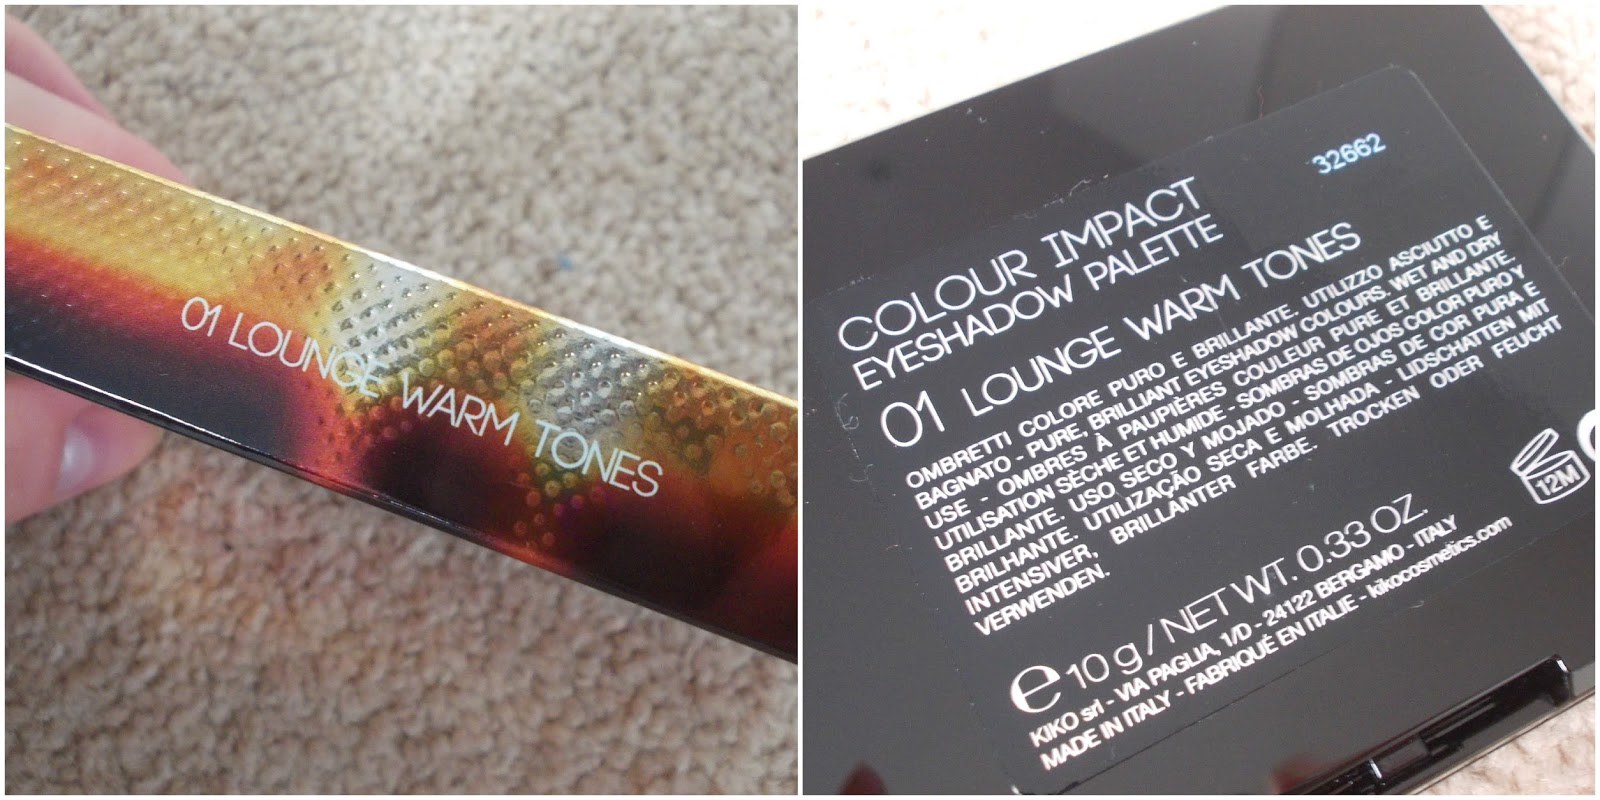 01 LOUNGE WARM TONES
32662
COLOUR IMPACT
EYESHADOW PALETTE
01 LOUNGE WARM TONES
OMBRETTI COLORE PURO E BRILLANTE. UTILIZZO ASCIUTTO E
BAGNATO - PURE, BRILLIANT EYESHADOW COLOURS. WET AND DRY
USE - OMBRES À PAUPIÈRES COULEUR PURE ET BRILLANTE.
UTILISATION SÈCHE ET HUMIDE - SOMBRAS DE OJOS COLOR PURO Y
BRILLANTE. USO SECO Y MOJADO - SOMBRAS DE COR PURA E
BRILHANTE. UTILIZAÇÃO SECA E MOLHADA - LIDSCHATTEN MIT
INTENSIVER, BRILLANTER FARBE. TROCKEN ODER FEUCHT
VERWENDEN.
12M
e 10 g / NET WT. 0.33 OZ.
KIKO srl - VIA PAGLIA, 1/D - 24122 BERGAMO - ITALY
MADE IN ITALY - FABRIQUÉ EN ITALIE - kikocosmetics.com